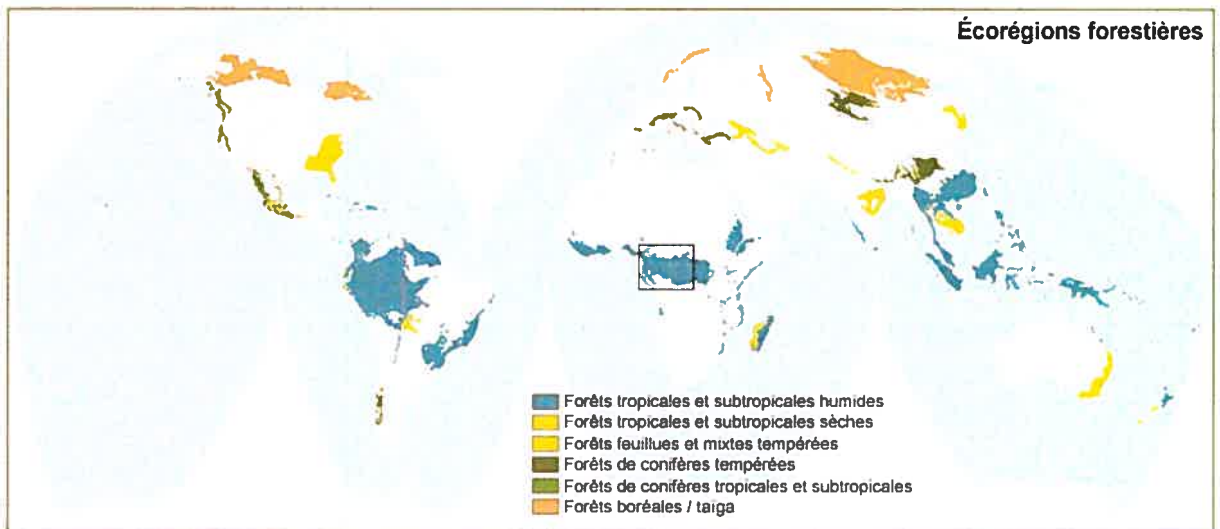 Écorégions forestières
Forêts tropicales et subtropicales humides
Forêts tropicales et subtropicales sèches
Forêts feuillues et mixtes tempérées
Forêts de conifères tempérées
Forêts de conifères tropicales et subtropicales
Forêts boréales / taïga